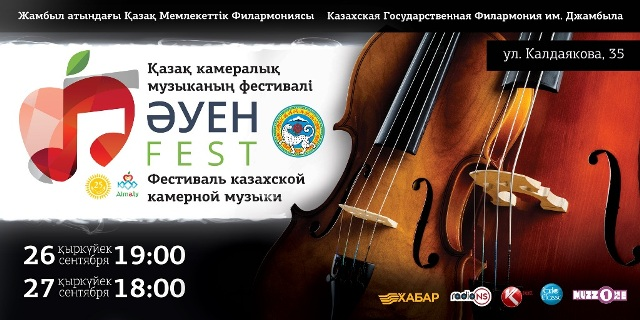 Жамбыл атындағы Қазақ Мемлекеттік Филармониясы Казахская Государственная Филармония им. Джамбыла
ул. Калдаякова, 35
Қазақ камералық
музыканың фестивалі
ӘУЕН
FEST
Фестиваль казахской
камерной музыки
Almaty
26 қыркүйек сентября 19:00
27 қыркүйек сентября 18:00
ХАБАР
radio NS
MUZZONE